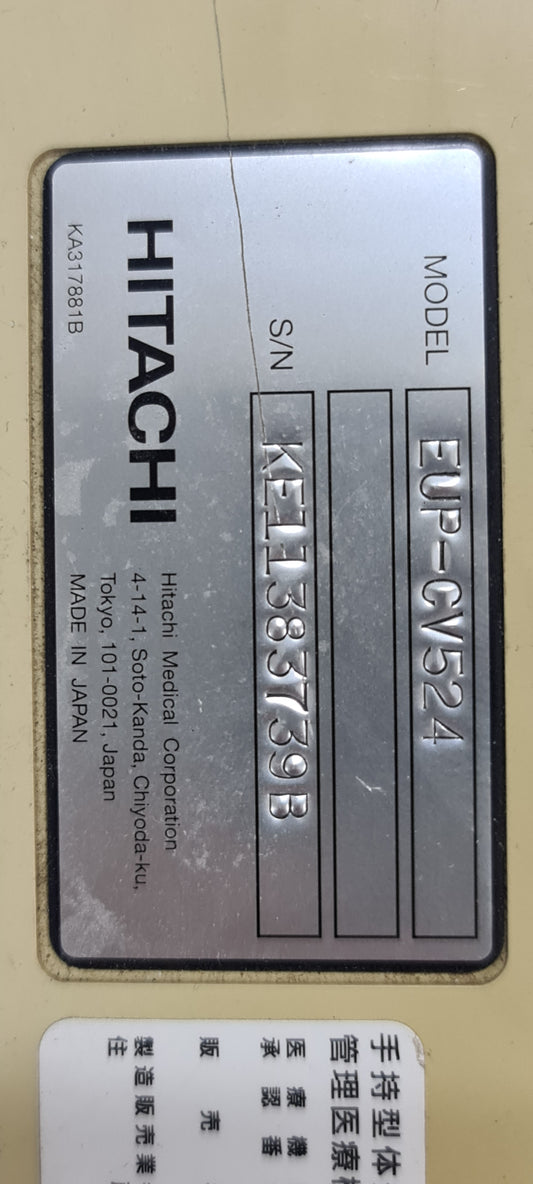 MODEL EUP-CV524
S/N KE11383739B
HITACHI
Hitachi Medical Corporation
4-14-1, Soto-Kanda, Chiyoda-ku,
Tokyo, 101-0021, Japan
MADE IN JAPAN
KA317881B
手持型体
管理医療機
医療機
承認番
販売
製造販売業
住